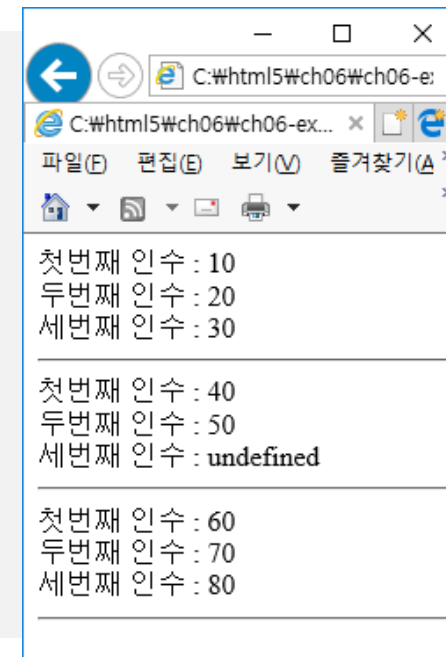 C:₩html5₩ch06₩ch06-e
C:₩html5₩ch06₩ch06-ex...
파일(F) 편집(E) 보기(V) 즐겨찾기(A
첫번째 인수 : 10
두번째 인수 : 20
세번째 인수 : 30
첫번째 인수 : 40
두번째 인수 : 50
세번째 인수 : undefined
첫번째 인수 : 60
두번째 인수 : 70
세번째 인수 : 80